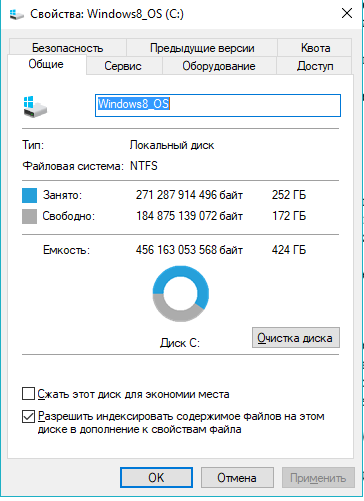 Свойства: Windows8_OS (C:)
Безопасность Предыдущие версии Квота
Общие Сервис Оборудование Доступ
Windows8_OS
Тип: Локальный диск
Файловая система: NTFS
Занято: 271 287 914 496 байт 252 ГБ
Свободно: 184 875 139 072 байт 172 ГБ
Емкость: 456 163 053 568 байт 424 ГБ
Диск C:
Очистка диска
Сжать этот диск для экономии места
Разрешить индексировать содержимое файлов на этом
диске в дополнение к свойствам файла
OK Отмена Применить